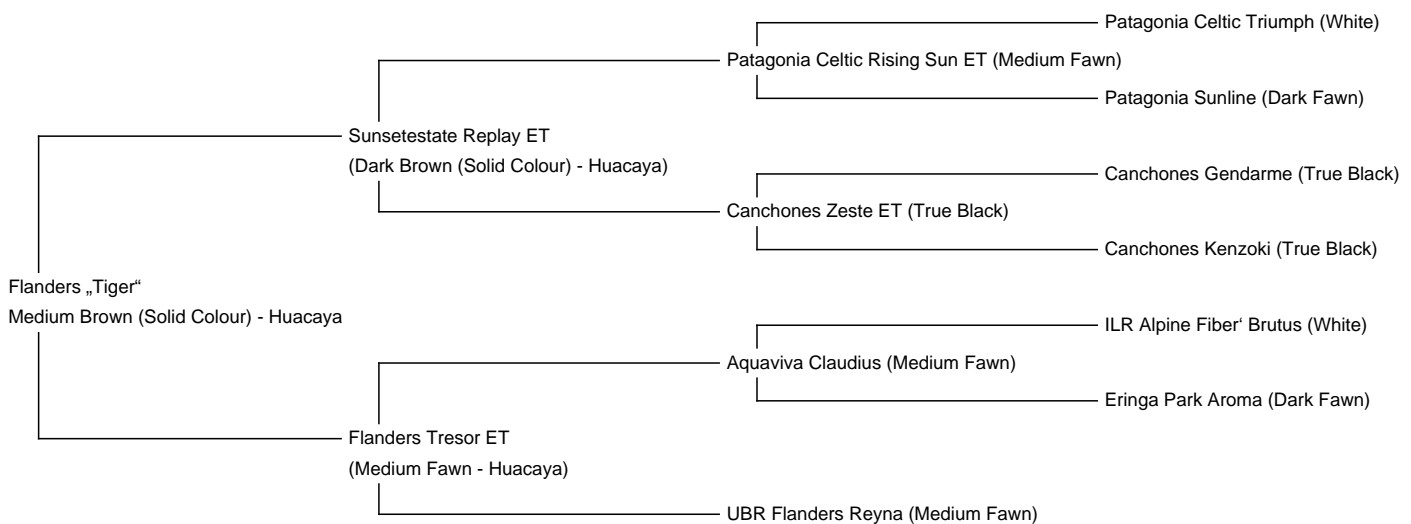 Patagonia Celtic Triumph (White)
Patagonia Celtic Rising Sun ET (Medium Fawn)
Patagonia Sunline (Dark Fawn)
Sunsetestate Replay ET
(Dark Brown (Solid Colour) - Huacaya)
Canchones Gendarme (True Black)
Canchones Zeste ET (True Black)
Canchones Kenzoki (True Black)
Flanders „Tiger“
Medium Brown (Solid Colour) - Huacaya
ILR Alpine Fiber‘ Brutus (White)
Aquaviva Claudius (Medium Fawn)
Eringa Park Aroma (Dark Fawn)
Flanders Tresor ET
(Medium Fawn - Huacaya)
UBR Flanders Reyna (Medium Fawn)